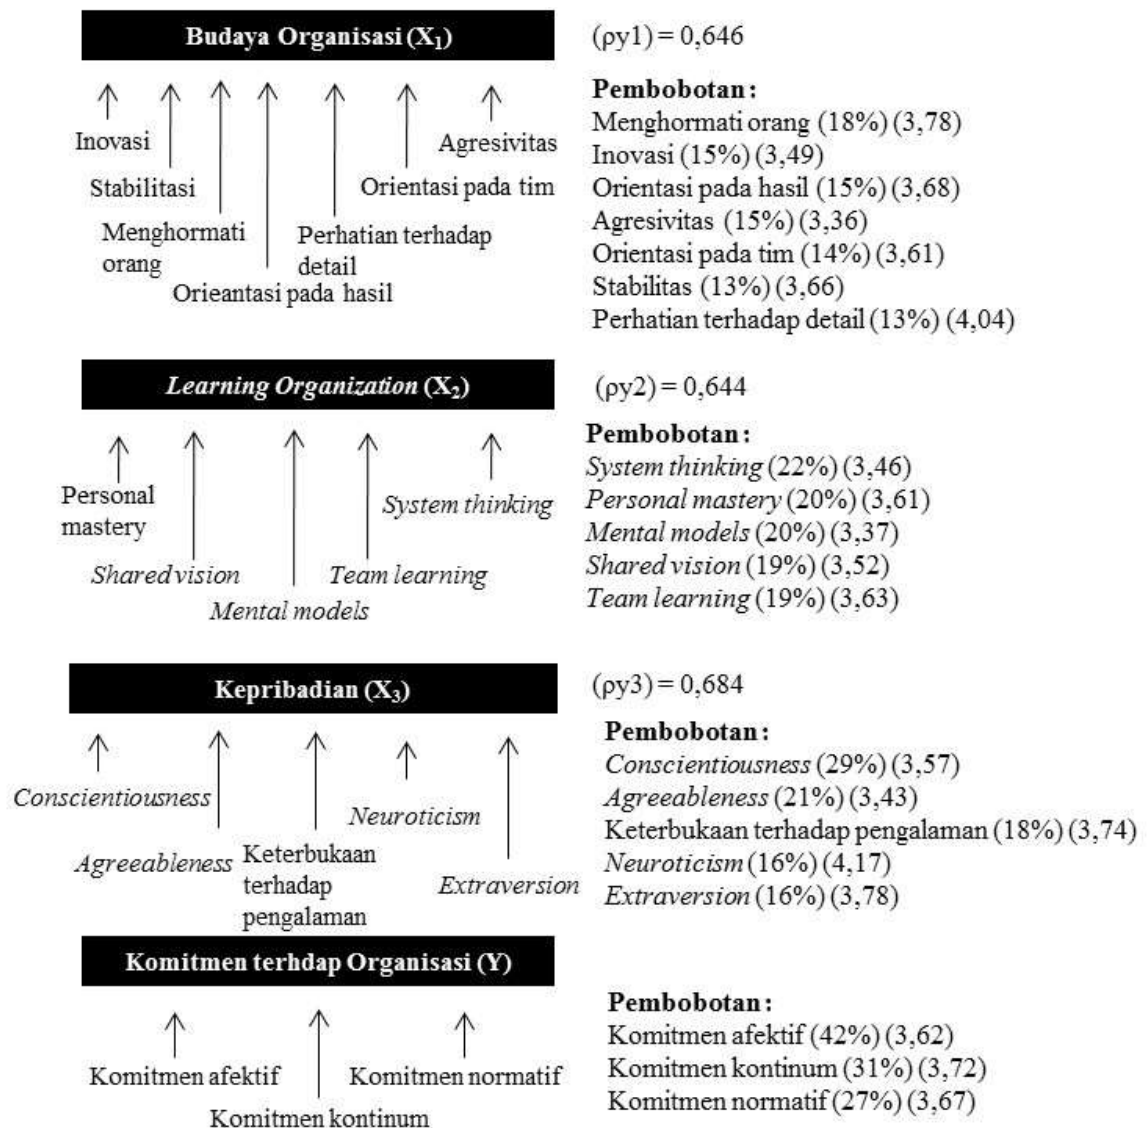 Budaya Organisasi (X₁)
(ρy1) = 0,646
Inovasi
Stabilitasi
Menghormati
orang
Orieantasi pada hasil
Perhatian terhadap
detail
Orientasi pada tim
Agresivitas
Pembobotan :
Menghormati orang (18%) (3,78)
Inovasi (15%) (3,49)
Orientasi pada hasil (15%) (3,68)
Agresivitas (15%) (3,36)
Orientasi pada tim (14%) (3,61)
Stabilitas (13%) (3,66)
Perhatian terhadap detail (13%) (4,04)
Learning Organization (X₂)
(ρy2) = 0,644
Personal
mastery
Shared vision
Mental models
Team learning
System thinking
Pembobotan :
System thinking (22%) (3,46)
Personal mastery (20%) (3,61)
Mental models (20%) (3,37)
Shared vision (19%) (3,52)
Team learning (19%) (3,63)
Kepribadian (X₃)
(ρy3) = 0,684
Conscientiousness
Agreeableness
Keterbukaan
terhadap
pengalaman
Neuroticism
Extraversion
Pembobotan :
Conscientiousness (29%) (3,57)
Agreeableness (21%) (3,43)
Keterbukaan terhadap pengalaman (18%) (3,74)
Neuroticism (16%) (4,17)
Extraversion (16%) (3,78)
Komitmen terhdap Organisasi (Y)
Komitmen afektif
Komitmen kontinum
Komitmen normatif
Pembobotan :
Komitmen afektif (42%) (3,62)
Komitmen kontinum (31%) (3,72)
Komitmen normatif (27%) (3,67)